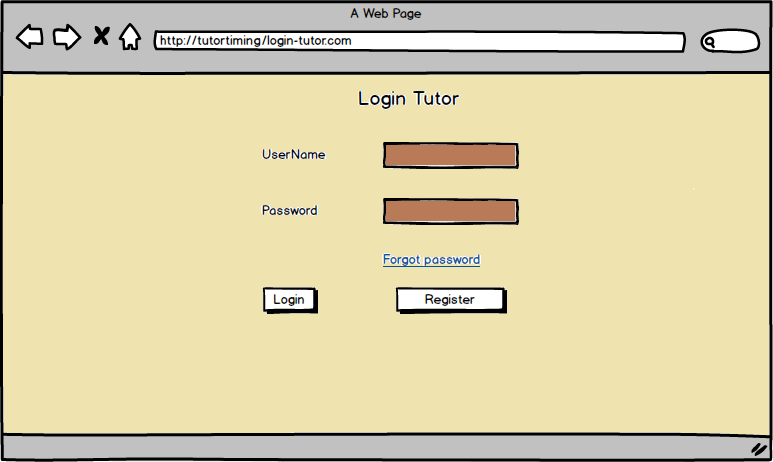 A Web Page
http://tutortiming/login-tutor.com
Login Tutor
UserName
Password
Forgot password
Login Register